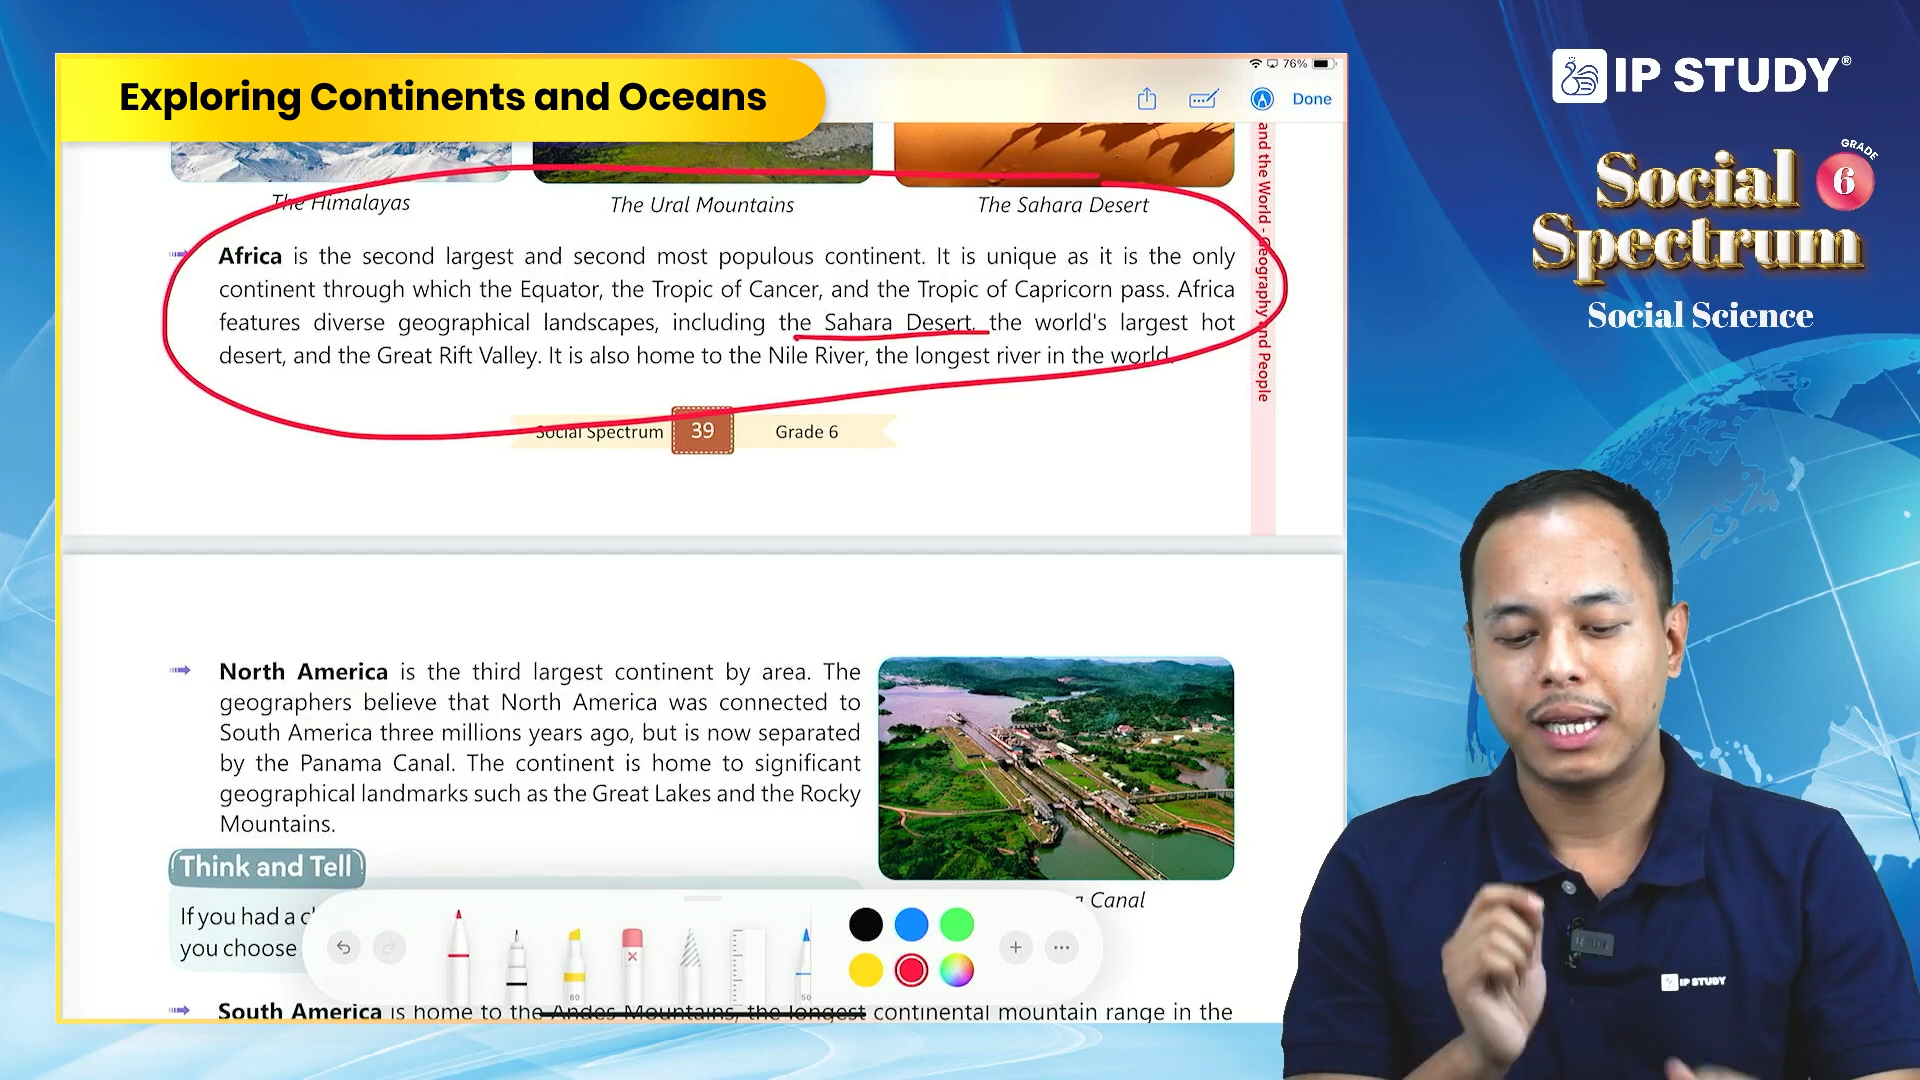 Exploring Continents and Oceans
76%
Done
IP STUDY®
GRADE
6
Social
Spectrum
Social Science
and the World - Geography and People
The Himalayas
The Ural Mountains
The Sahara Desert
Africa is the second largest and second most populous continent. It is unique as it is the only
continent through which the Equator, the Tropic of Cancer, and the Tropic of Capricorn pass. Africa
features diverse geographical landscapes, including the Sahara Desert, the world's largest hot
desert, and the Great Rift Valley. It is also home to the Nile River, the longest river in the world.
Social Spectrum 39 Grade 6
North America is the third largest continent by area. The
geographers believe that North America was connected to
South America three millions years ago, but is now separated
by the Panama Canal. The continent is home to significant
geographical landmarks such as the Great Lakes and the Rocky
Mountains.
Canal
Think and Tell
If you had a
you choose
80
50
South America is home to the Andes Mountains, the longest continental mountain range in the
IP STUDY